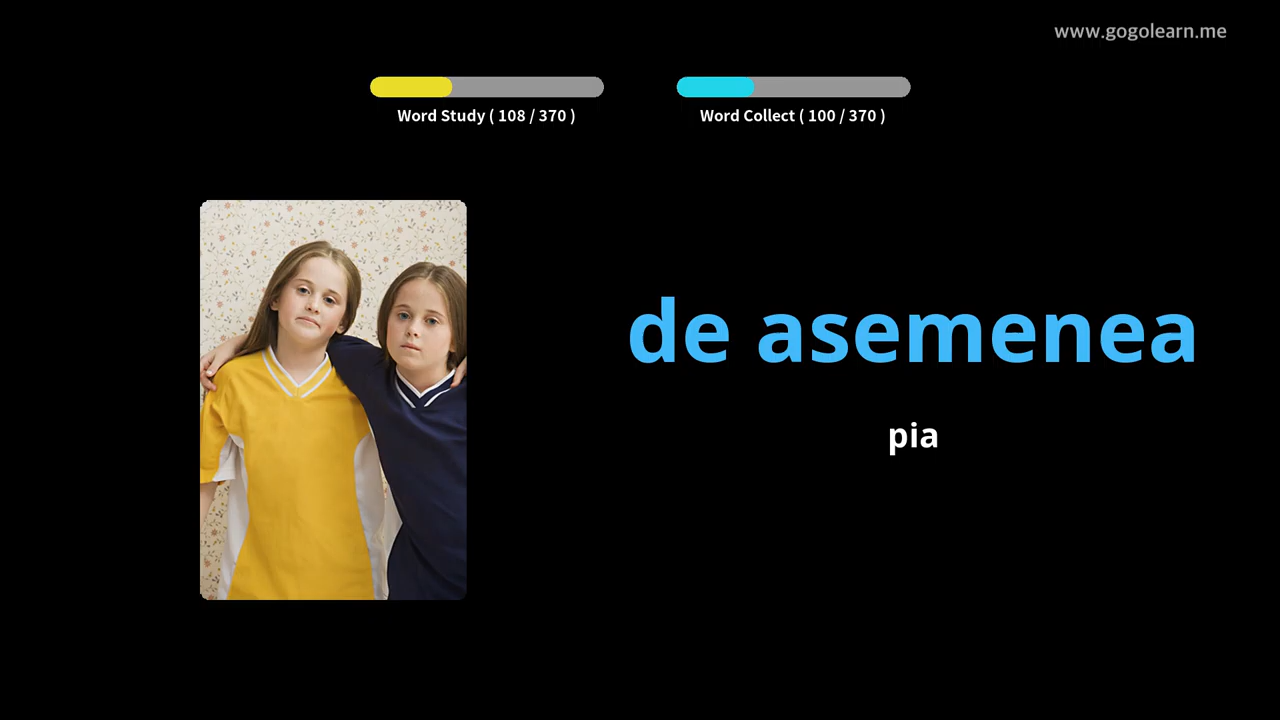 www.gogolearn.me
Word Study ( 108 / 370 )
Word Collect ( 100 / 370 )
de asemenea
pia